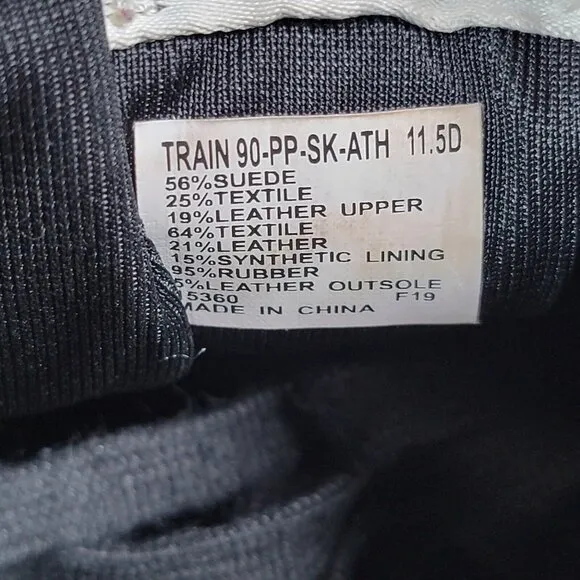 TRAIN 90-PP-SK-ATH 11.5D
56%SUEDE
25%TEXTILE
19%LEATHER UPPER
64%TEXTILE
21%LEATHER
15%SYNTHETIC LINING
95%RUBBER
5%LEATHER OUTSOLE
5360 F19
MADE IN CHINA